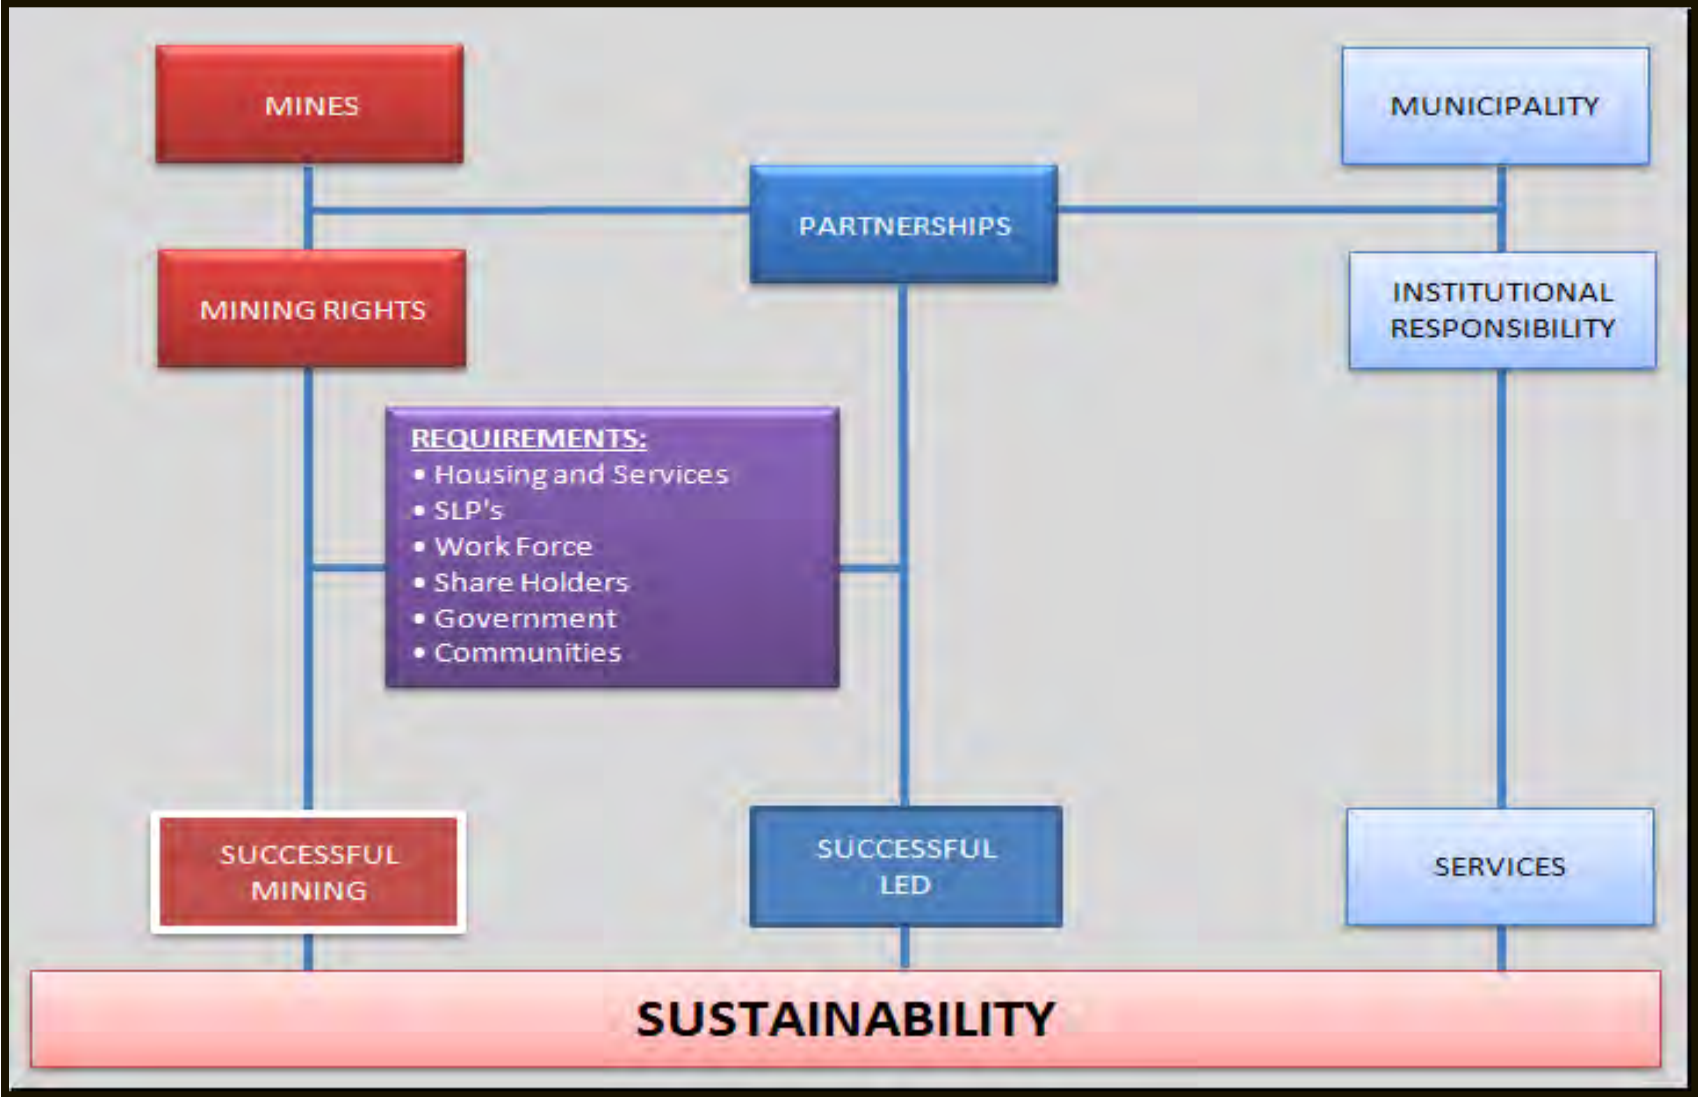 MINES
MUNICIPALITY
PARTNERSHIPS
MINING RIGHTS
INSTITUTIONAL
RESPONSIBILITY
REQUIREMENTS:
• Housing and Services
• SLP's
• Work Force
• Share Holders
• Government
• Communities
SUCCESSFUL
MINING
SUCCESSFUL
LED
SERVICES
SUSTAINABILITY